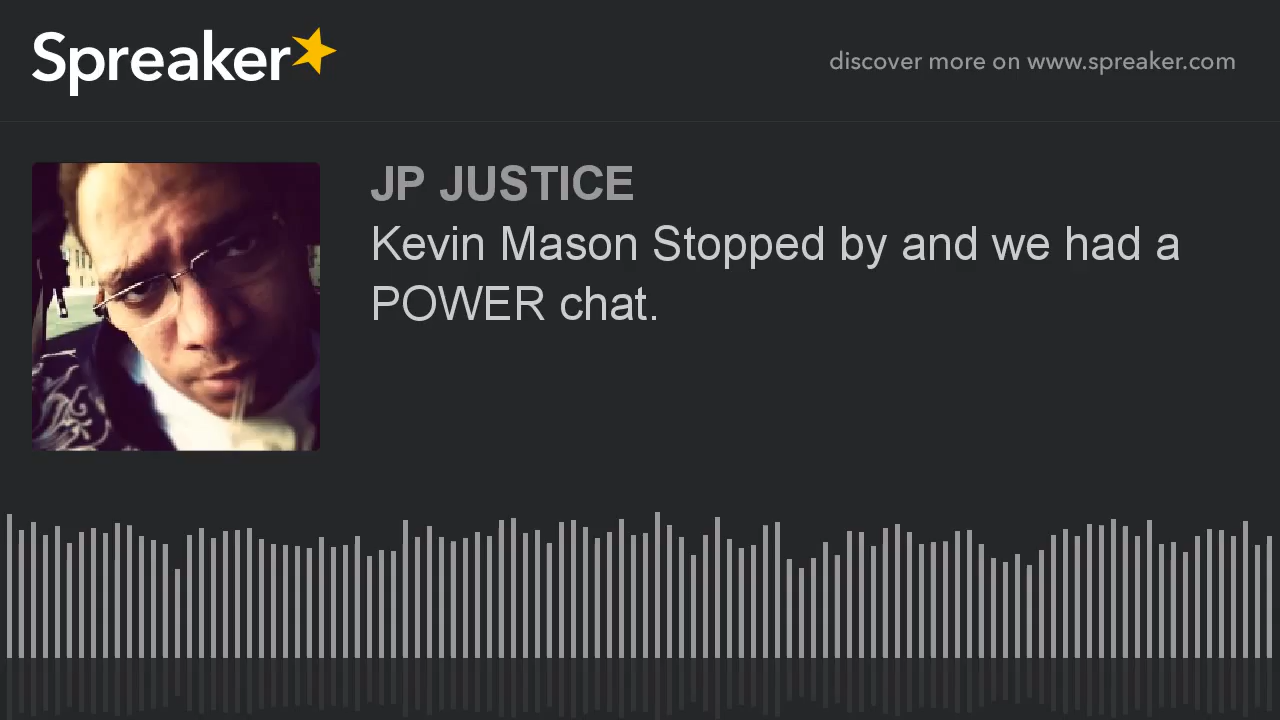 Spreaker
discover more on www.spreaker.com
JP JUSTICE
Kevin Mason Stopped by and we had a
POWER chat.